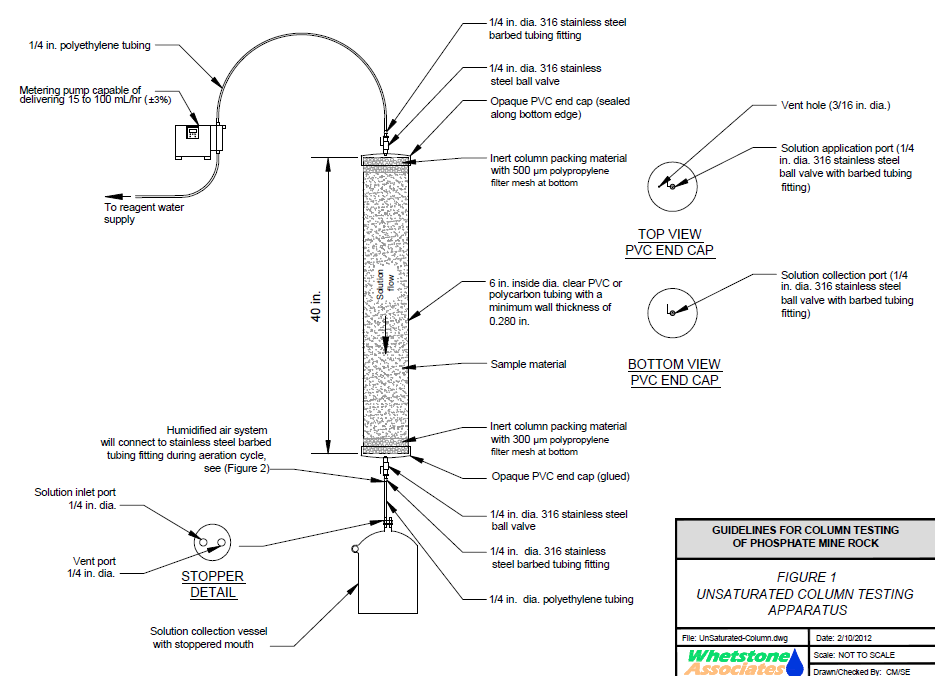 1/4 in. polyethylene tubing
Metering pump capable of
delivering 15 to 100 mL/hr (±3%)
To reagent water
supply
1/4 in. dia. 316 stainless steel
barbed tubing fitting
1/4 in. dia. 316 stainless
steel ball valve
Opaque PVC end cap (sealed
along bottom edge)
Inert column packing material
with 500 µm polypropylene
filter mesh at bottom
40 in.
Solution
flow
6 in. inside dia. clear PVC or
polycarbon tubing with a
minimum wall thickness of
0.280 in.
Sample material
Inert column packing material
with 300 µm polypropylene
filter mesh at bottom
Opaque PVC end cap (glued)
1/4 in. dia. 316 stainless steel
ball valve
1/4 in. dia. 316 stainless
steel barbed tubing fitting
1/4 in. dia. polyethylene tubing
Humidified air system
will connect to stainless steel barbed
tubing fitting during aeration cycle,
see (Figure 2)
Solution inlet port
1/4 in. dia.
Vent port
1/4 in. dia.
STOPPER
DETAIL
Solution collection vessel
with stoppered mouth
Vent hole (3/16 in. dia.)
Solution application port (1/4
in. dia. 316 stainless steel
ball valve with barbed tubing
fitting)
TOP VIEW
PVC END CAP
Solution collection port (1/4
in. dia. 316 stainless steel
ball valve with barbed tubing
fitting)
BOTTOM VIEW
PVC END CAP
GUIDELINES FOR COLUMN TESTING
OF PHOSPHATE MINE ROCK
FIGURE 1
UNSATURATED COLUMN TESTING
APPARATUS
File: UnSaturated-Column.dwg
Date: 2/10/2012
Whetstone
Associates
Scale: NOT TO SCALE
Drawn/Checked By: CM/SE